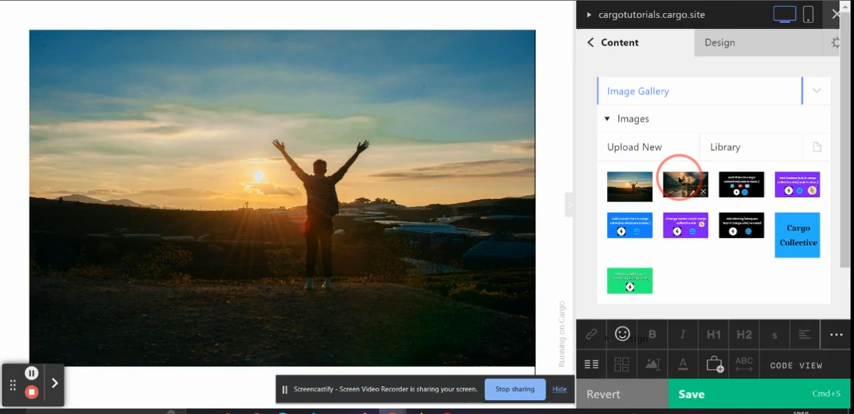 cargotutorials.cargo.site
Content
Design
Image Gallery
Images
Upload New
Library
Cargo
Collective
Running on Cargo
B
I
H1
H2
s
A
ABC
CODE VIEW
Screencastify - Screen Video Recorder is sharing your screen.
Stop sharing
Hide
Revert
Save
Cmd+S